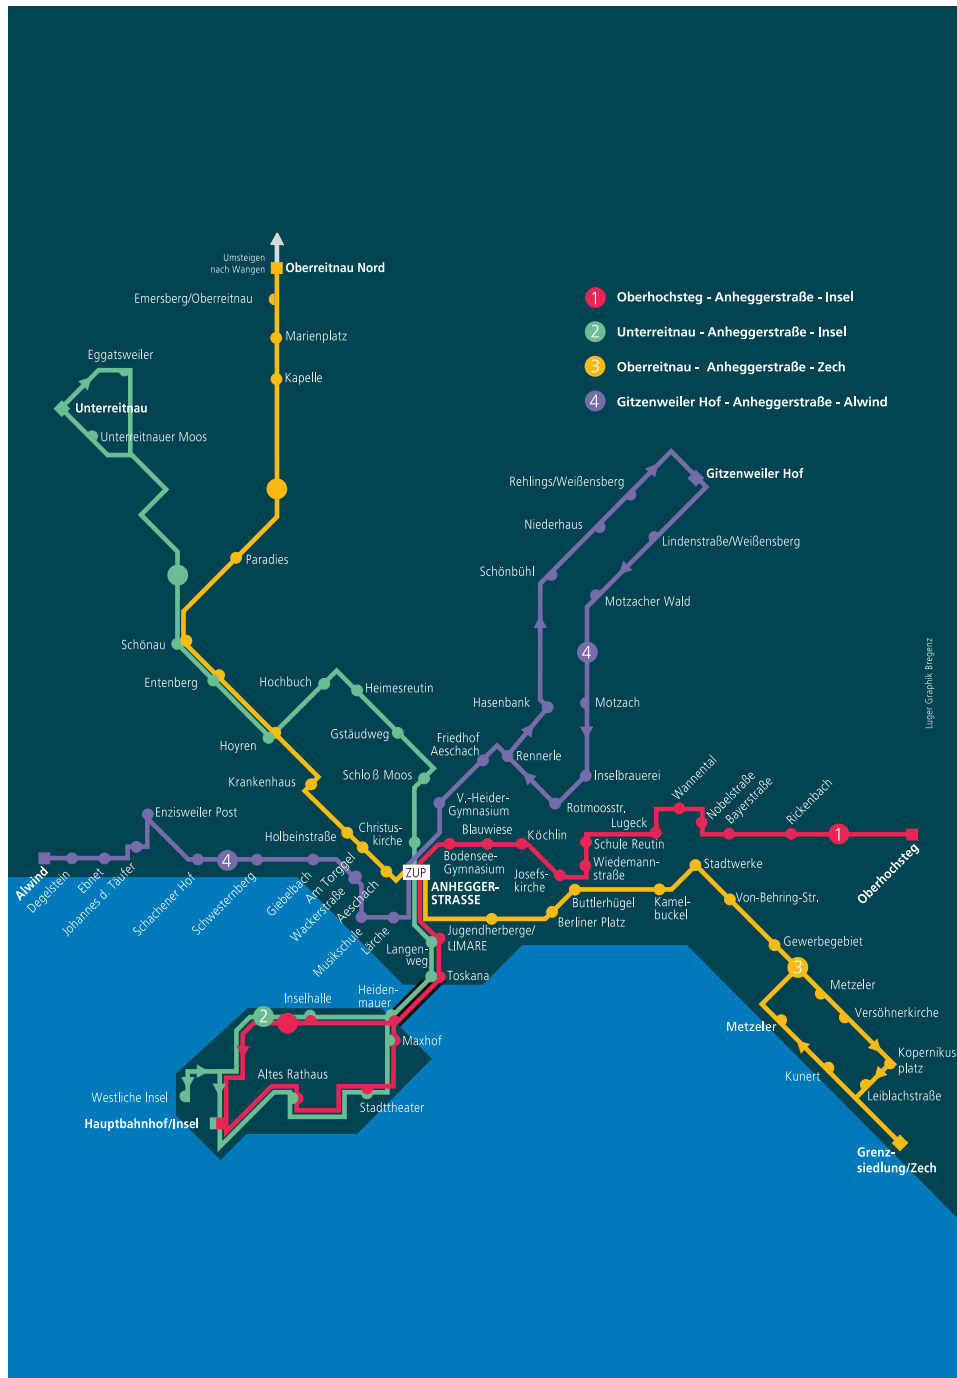 Umsteigen
nach Wangen
Oberreitnau Nord
Emersberg/Oberreitnau
Marienplatz
Kapelle
Eggatsweiler
Unterreitnau
Unterreitnauer Moos
1 Oberhochsteg - Anheggerstraße - Insel
2 Unterreitnau - Anheggerstraße - Insel
3 Oberreitnau - Anheggerstraße - Zech
4 Gitzenweiler Hof - Anheggerstraße - Alwind
Rehlings/Weißensberg
Gitzenweiler Hof
Niederhaus
Lindenstraße/Weißensberg
Paradies
Schönbühl
Motzacher Wald
Schönau
4
Luger Graphik Bregenz
Entenberg
Hochbuch
Heimesreutin
Hasenbank
Motzach
Hoyren
Gstäudweg
Friedhof
Aeschach
Rennerle
Krankenhaus
Schloß Moos
Inselbrauerei
Rotmoosstr.
V.-Heider-
Gymnasium
Wannental
Nobelstraße
Bayerstraße
Rickenbach
Enzisweiler Post
Holbeinstraße
Christus-
kirche
Blauwiese
Köchlin
Lugeck
Schule Reutin
1
Oberhochsteg
Bodensee-
Gymnasium
Josefs-
kirche
Wiedemann-
straße
Stadtwerke
Alwind
Degelstein
Ebnet
Johannes d. Täufer
Schachener Hof
4
Schwesternberg
Giebelbach
Am Torggel
Wackerstraße
Aeschach
Musikschule
Lärche
ZUP
ANHEGGER-
STRASSE
Buttlerhügel
Kamel-
buckel
Von-Behring-Str.
Jugendherberge/
LIMARE
Berliner Platz
Langen-
weg
Gewerbegebiet
3
Toskana
Metzeler
Heiden-
mauer
Inselhalle
2
Versöhnerkirche
Metzeler
Maxhof
Kopernikus
platz
Kunert
Altes Rathaus
Leiblachstraße
Westliche Insel
Stadttheater
Hauptbahnhof/Insel
Grenz-
siedlung/Zech